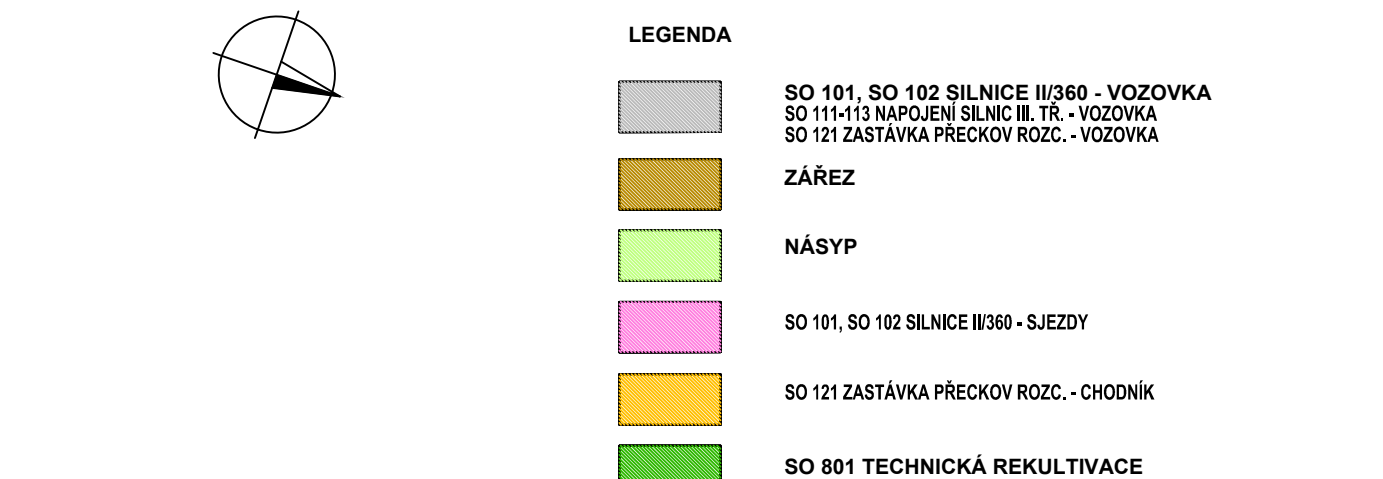 LEGENDA
SO 101, SO 102 SILNICE II/360 - VOZOVKA
SO 111-113 NAPOJENÍ SILNIC III. TŘ. - VOZOVKA
SO 121 ZASTÁVKA PŘECKOV ROZC. - VOZOVKA
ZÁŘEZ
NÁSYP
SO 101, SO 102 SILNICE II/360 - SJEZDY
SO 121 ZASTÁVKA PŘECKOV ROZC. - CHODNÍK
SO 801 TECHNICKÁ REKULTIVACE